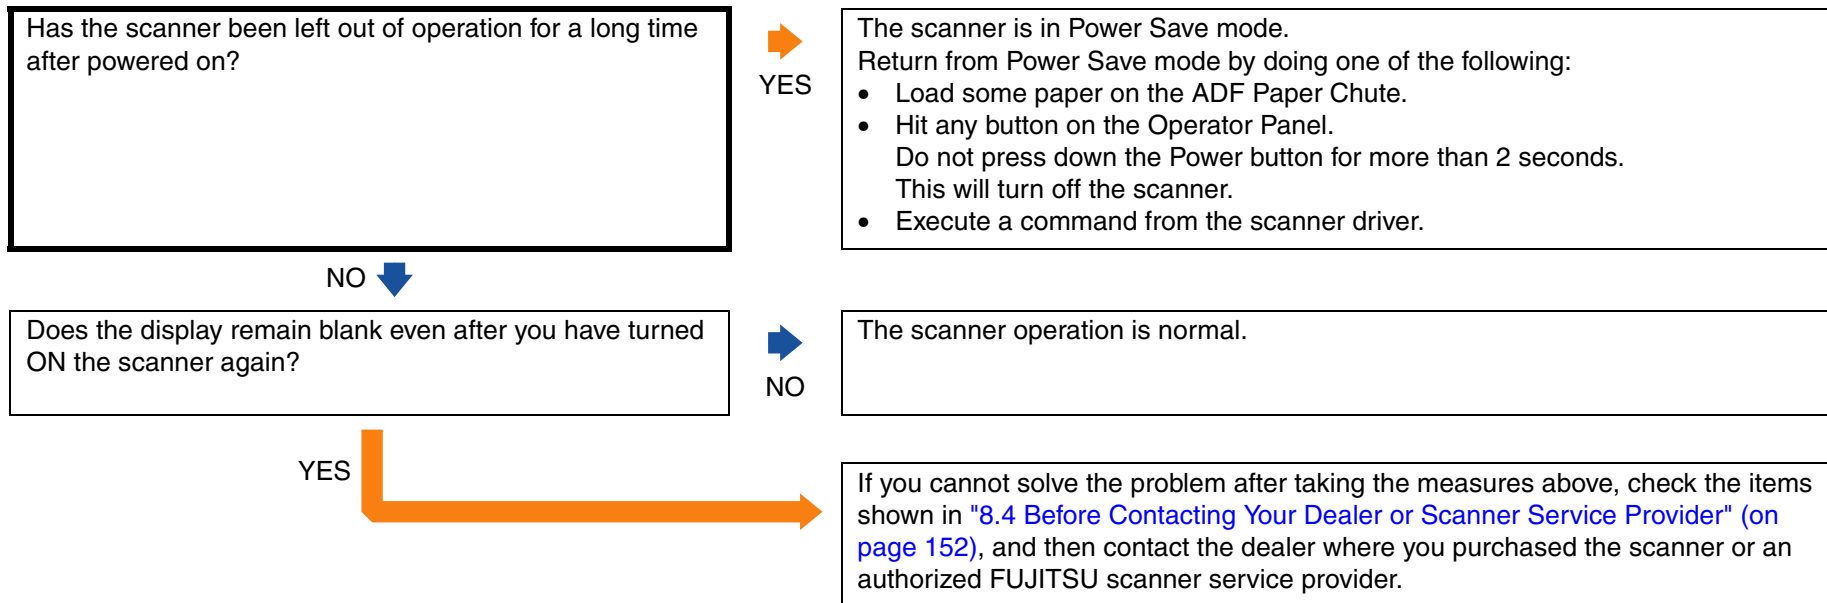 Has the scanner been left out of operation for a long time
after powered on?
YES
The scanner is in Power Save mode.
Return from Power Save mode by doing one of the following:
• Load some paper on the ADF Paper Chute.
• Hit any button on the Operator Panel.
Do not press down the Power button for more than 2 seconds.
This will turn off the scanner.
• Execute a command from the scanner driver.
NO
Does the display remain blank even after you have turned
ON the scanner again?
NO
The scanner operation is normal.
YES
If you cannot solve the problem after taking the measures above, check the items
shown in "8.4 Before Contacting Your Dealer or Scanner Service Provider" (on
page 152), and then contact the dealer where you purchased the scanner or an
authorized FUJITSU scanner service provider.